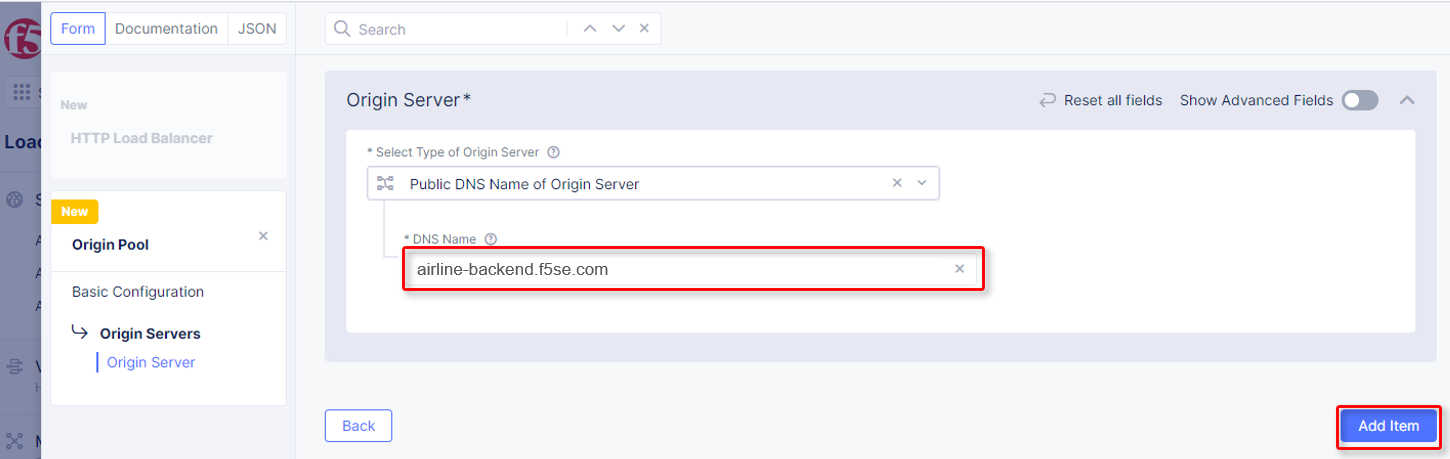 Form Documentation JSON
Search
f5
New
HTTP Load Balancer
Origin Server*
Reset all fields
Show Advanced Fields
Load
* Select Type of Origin Server
Public DNS Name of Origin Server
New
Origin Pool
* DNS Name
airline-backend.f5se.com
Basic Configuration
Origin Servers
Origin Server
Back
Add Item